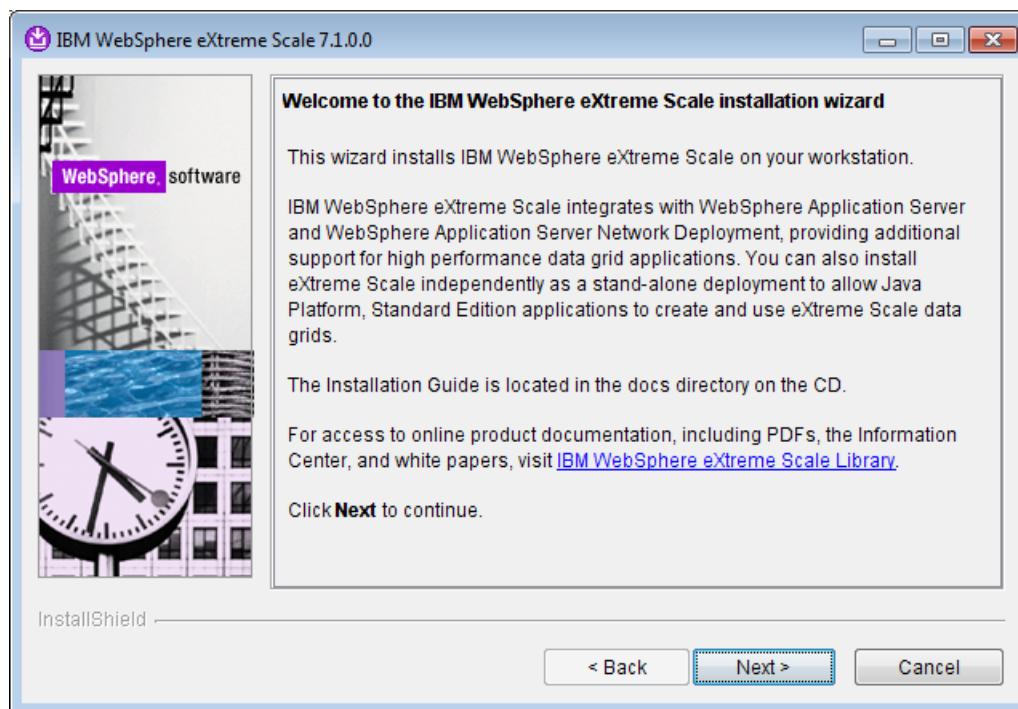 IBM WebSphere eXtreme Scale 7.1.0.0
WebSphere. software
Welcome to the IBM WebSphere eXtreme Scale installation wizard
This wizard installs IBM WebSphere eXtreme Scale on your workstation.
IBM WebSphere eXtreme Scale integrates with WebSphere Application Server
and WebSphere Application Server Network Deployment, providing additional
support for high performance data grid applications. You can also install
eXtreme Scale independently as a stand-alone deployment to allow Java
Platform, Standard Edition applications to create and use eXtreme Scale data
grids.
The Installation Guide is located in the docs directory on the CD.
For access to online product documentation, including PDFs, the Information
Center, and white papers, visit IBM WebSphere eXtreme Scale Library.
Click Next to continue.
InstallShield
< Back
Next >
Cancel